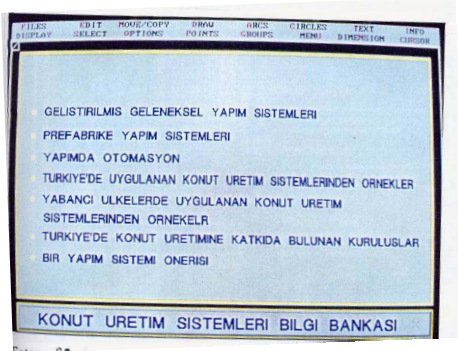 FILES EDIT MOVE/COPY DRAW ARCS CIRCLES TEXT INFO
DISPLAY SELECT OPTIONS POINTS GROUPS MENU DIMENSION CURSOR
GELISTIRILMIS GELENEKSEL YAPIM SISTEMLERI
PREFABRIKE YAPIM SISTEMLERI
YAPIMDA OTOMASYON
TURKIYE'DE UYGULANAN KONUT URETIM SISTEMLERINDEN ORNEKLER
YABANCI ULKELERDE UYGULANAN KONUT URETIM
SISTEMLERINDEN ORNEKELR
TURKIYE'DE KONUT URETIMINE KATKIDA BULUNAN KURULUSLAR
BIR YAPIM SISTEMI ONERISI
KONUT URETIM SISTEMLERI BILGI BANKASI